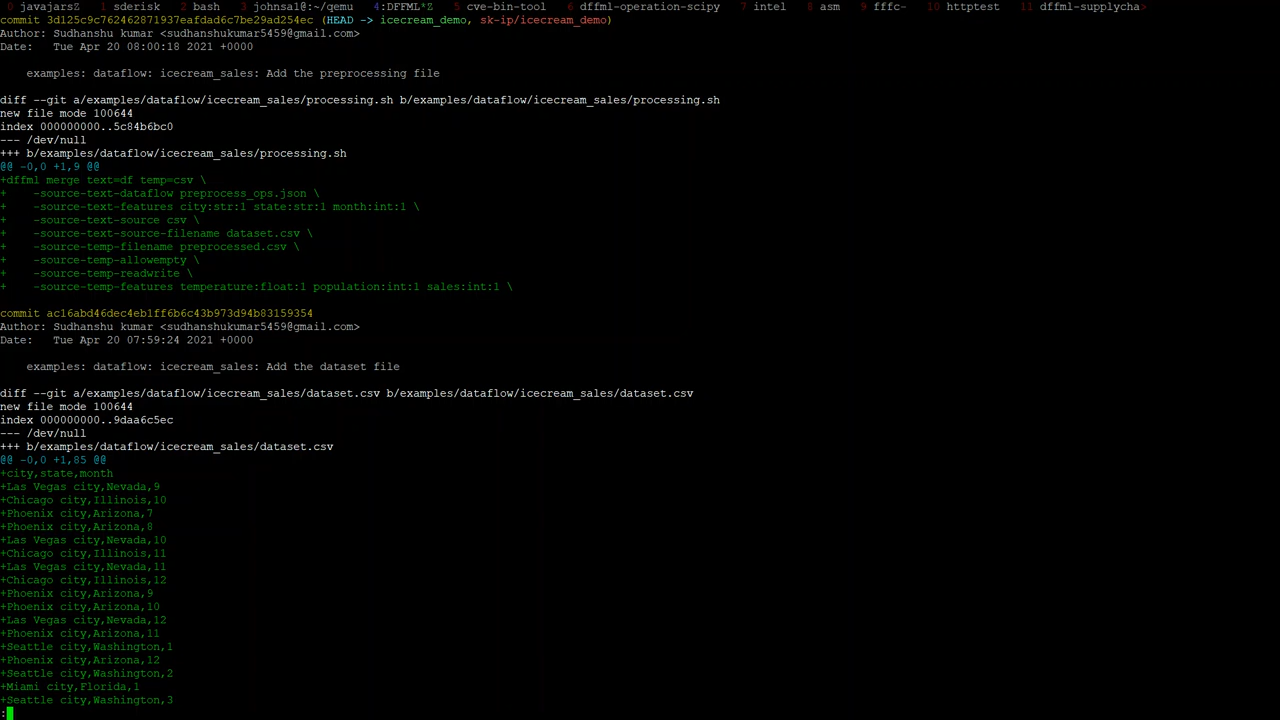 0 javajarsZ 1 sderisk 2 bash 3 johnsa1@:~/qemu 4:DFFML*Z 5 cve-bin-tool 6 dffml-operation-scipy 7 intel 8 asm 9 fffc- 10 httptest 11 dffml-supplycha>
commit 3d125c9c762462871937eafdad6c7be29ad254ec (HEAD -> icecream_demo, sk-ip/icecream_demo)
Author: Sudhanshu kumar <sudhanshukumar5459@gmail.com>
Date:   Tue Apr 20 08:00:18 2021 +0000
    examples: dataflow: icecream_sales: Add the preprocessing file
diff --git a/examples/dataflow/icecream_sales/processing.sh b/examples/dataflow/icecream_sales/processing.sh
new file mode 100644
index 000000000..5c84b6bc0
--- /dev/null
+++ b/examples/dataflow/icecream_sales/processing.sh
@@ -0,0 +1,9 @@
+dffml merge text=df temp=csv \
+    -source-text-dataflow preprocess_ops.json \
+    -source-text-features city:str:1 state:str:1 month:int:1 \
+    -source-text-source csv \
+    -source-text-source-filename dataset.csv \
+    -source-temp-filename preprocessed.csv \
+    -source-temp-allowempty \
+    -source-temp-readwrite \
+    -source-temp-features temperature:float:1 population:int:1 sales:int:1 \
commit ac16abd46dec4eb1ff6b6c43b973d94b83159354
Author: Sudhanshu kumar <sudhanshukumar5459@gmail.com>
Date:   Tue Apr 20 07:59:24 2021 +0000
    examples: dataflow: icecream_sales: Add the dataset file
diff --git a/examples/dataflow/icecream_sales/dataset.csv b/examples/dataflow/icecream_sales/dataset.csv
new file mode 100644
index 000000000..9daa6c5ec
--- /dev/null
+++ b/examples/dataflow/icecream_sales/dataset.csv
@@ -0,0 +1,85 @@
+city,state,month
+Las Vegas city,Nevada,9
+Chicago city,Illinois,10
+Phoenix city,Arizona,7
+Phoenix city,Arizona,8
+Las Vegas city,Nevada,10
+Chicago city,Illinois,11
+Las Vegas city,Nevada,11
+Chicago city,Illinois,12
+Phoenix city,Arizona,9
+Phoenix city,Arizona,10
+Las Vegas city,Nevada,12
+Phoenix city,Arizona,11
+Seattle city,Washington,1
+Phoenix city,Arizona,12
+Seattle city,Washington,2
+Miami city,Florida,1
+Seattle city,Washington,3
: